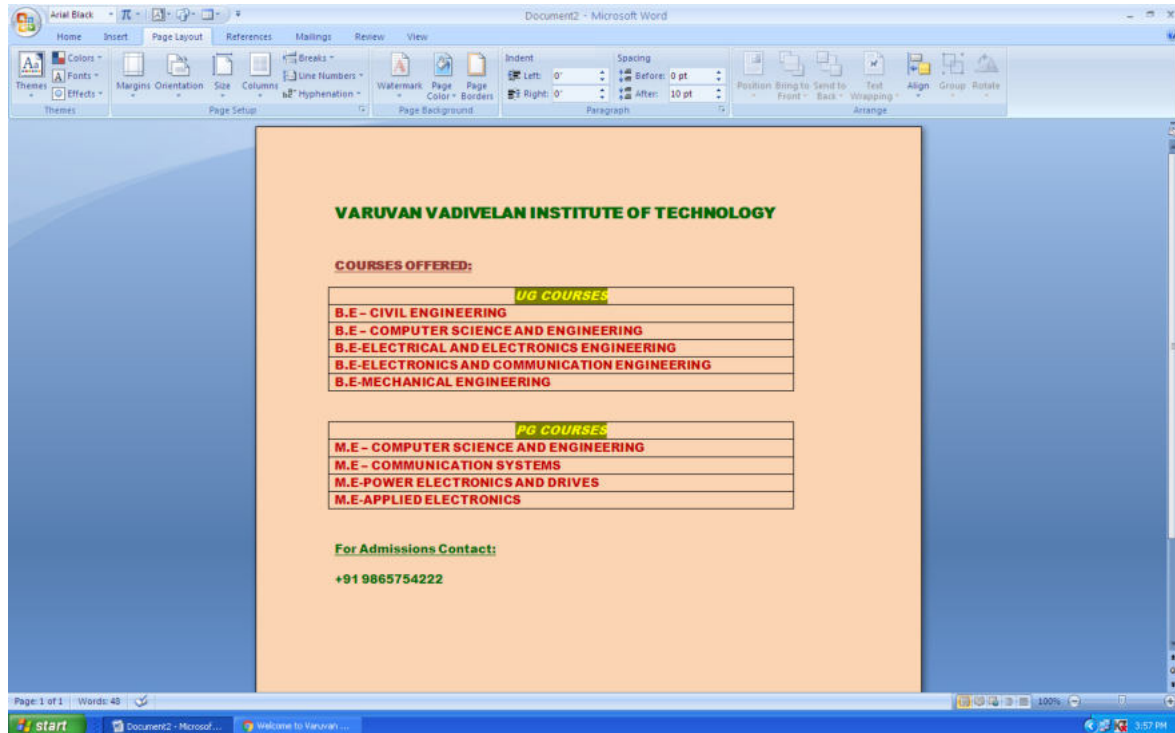 Arial Black
Document2 - Microsoft Word
Home Insert Page Layout References Mailings Review View
Themes
Colors
Fonts
Effects
Themes
Margins Orientation Size Columns
Breaks
Line Numbers
Hyphenation
Page Setup
Watermark Page Color Page Borders
Page Background
Indent
Left: 0"
Right: 0"
Spacing
Before: 0 pt
After: 10 pt
Paragraph
Position Bring to Front Send to Back Text Wrapping Align Group Rotate
Arrange
VARUVAN VADIVELAN INSTITUTE OF TECHNOLOGY
COURSES OFFERED:
UG COURSES
B.E – CIVIL ENGINEERING
B.E – COMPUTER SCIENCE AND ENGINEERING
B.E-ELECTRICAL AND ELECTRONICS ENGINEERING
B.E-ELECTRONICS AND COMMUNICATION ENGINEERING
B.E-MECHANICAL ENGINEERING
PG COURSES
M.E – COMPUTER SCIENCE AND ENGINEERING
M.E – COMMUNICATION SYSTEMS
M.E-POWER ELECTRONICS AND DRIVES
M.E-APPLIED ELECTRONICS
For Admissions Contact:
+91 9865754222
Page: 1 of 1 Words: 48 100%
start Document2 - Microsof... Welcome to Varuvan ... 3:57 PM